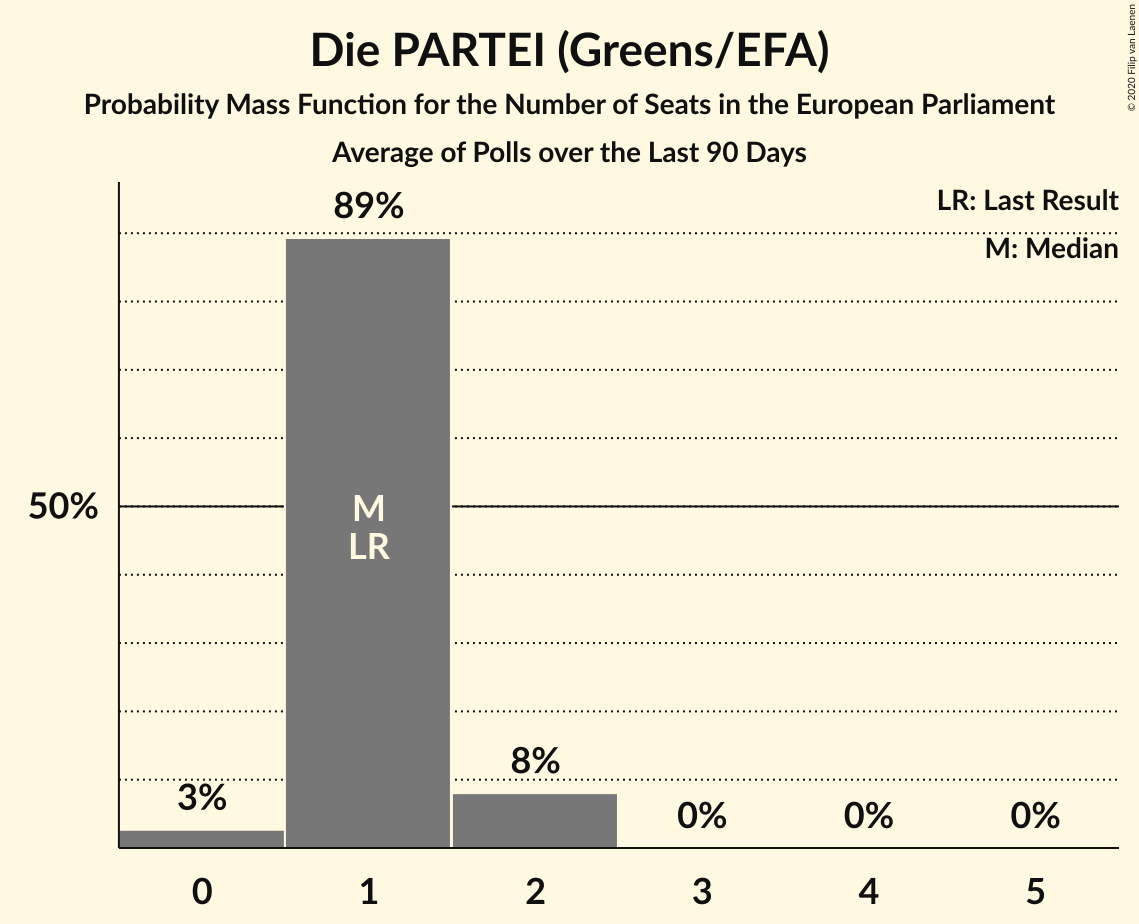 Die PARTEI (Greens/EFA)
Probability Mass Function for the Number of Seats in the European Parliament
Average of Polls over the Last 90 Days
© 2020 Filip van Laenen
LR: Last Result
M: Median
89%
50%
M
LR
3%
8%
0%
0%
0%
0 1 2 3 4 5